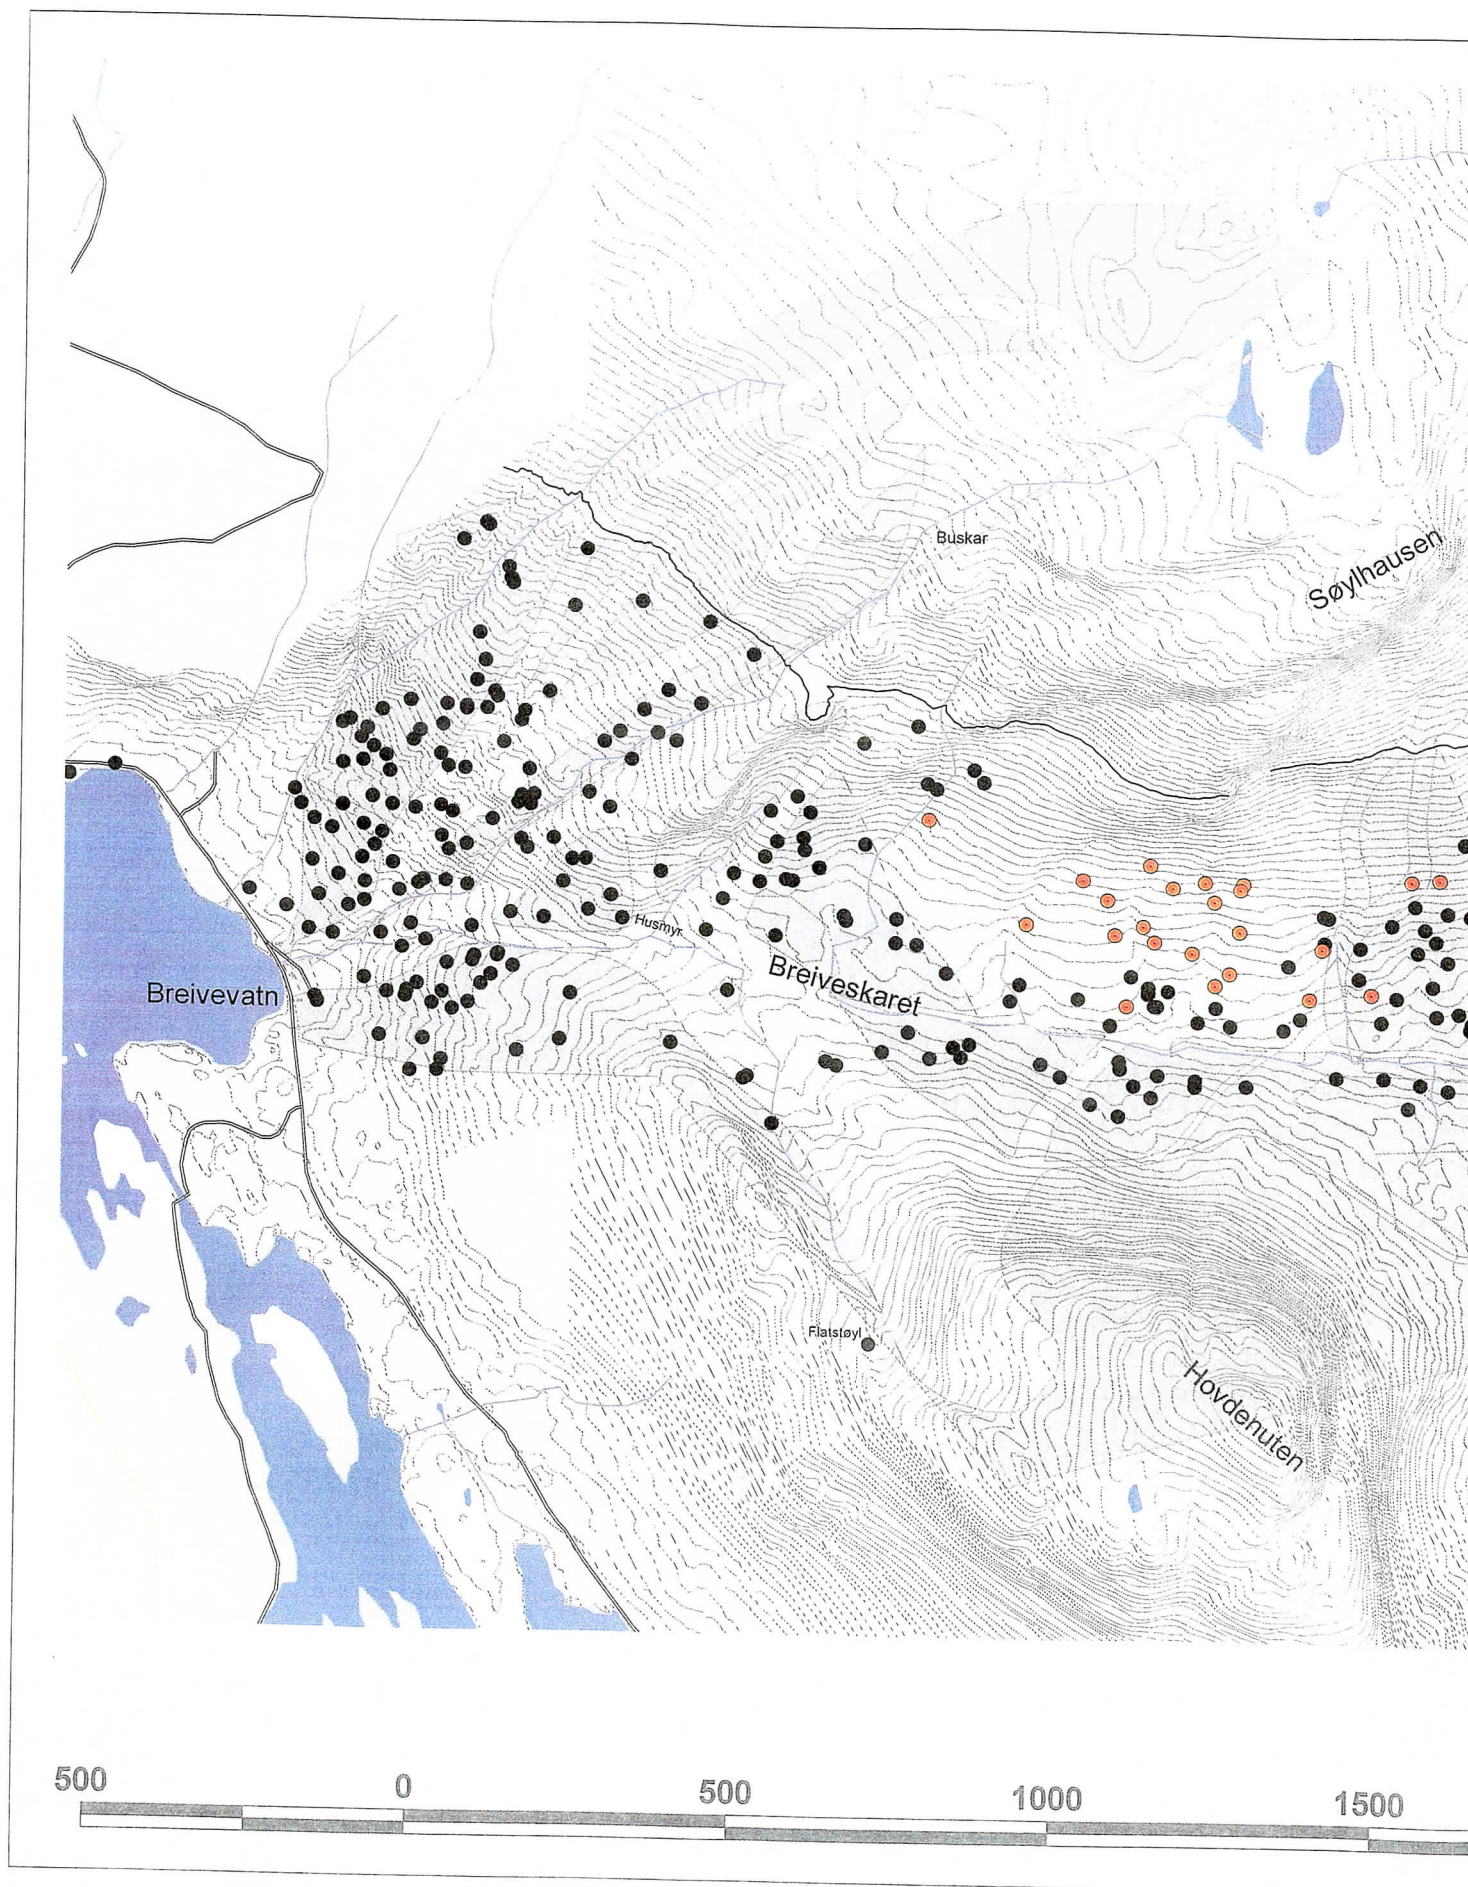 Buskar
Søylhausen
Husmyr
Breiveskaret
Breivevatn
Flatstøyl
Hovdenuten
500 0 500 1000 1500